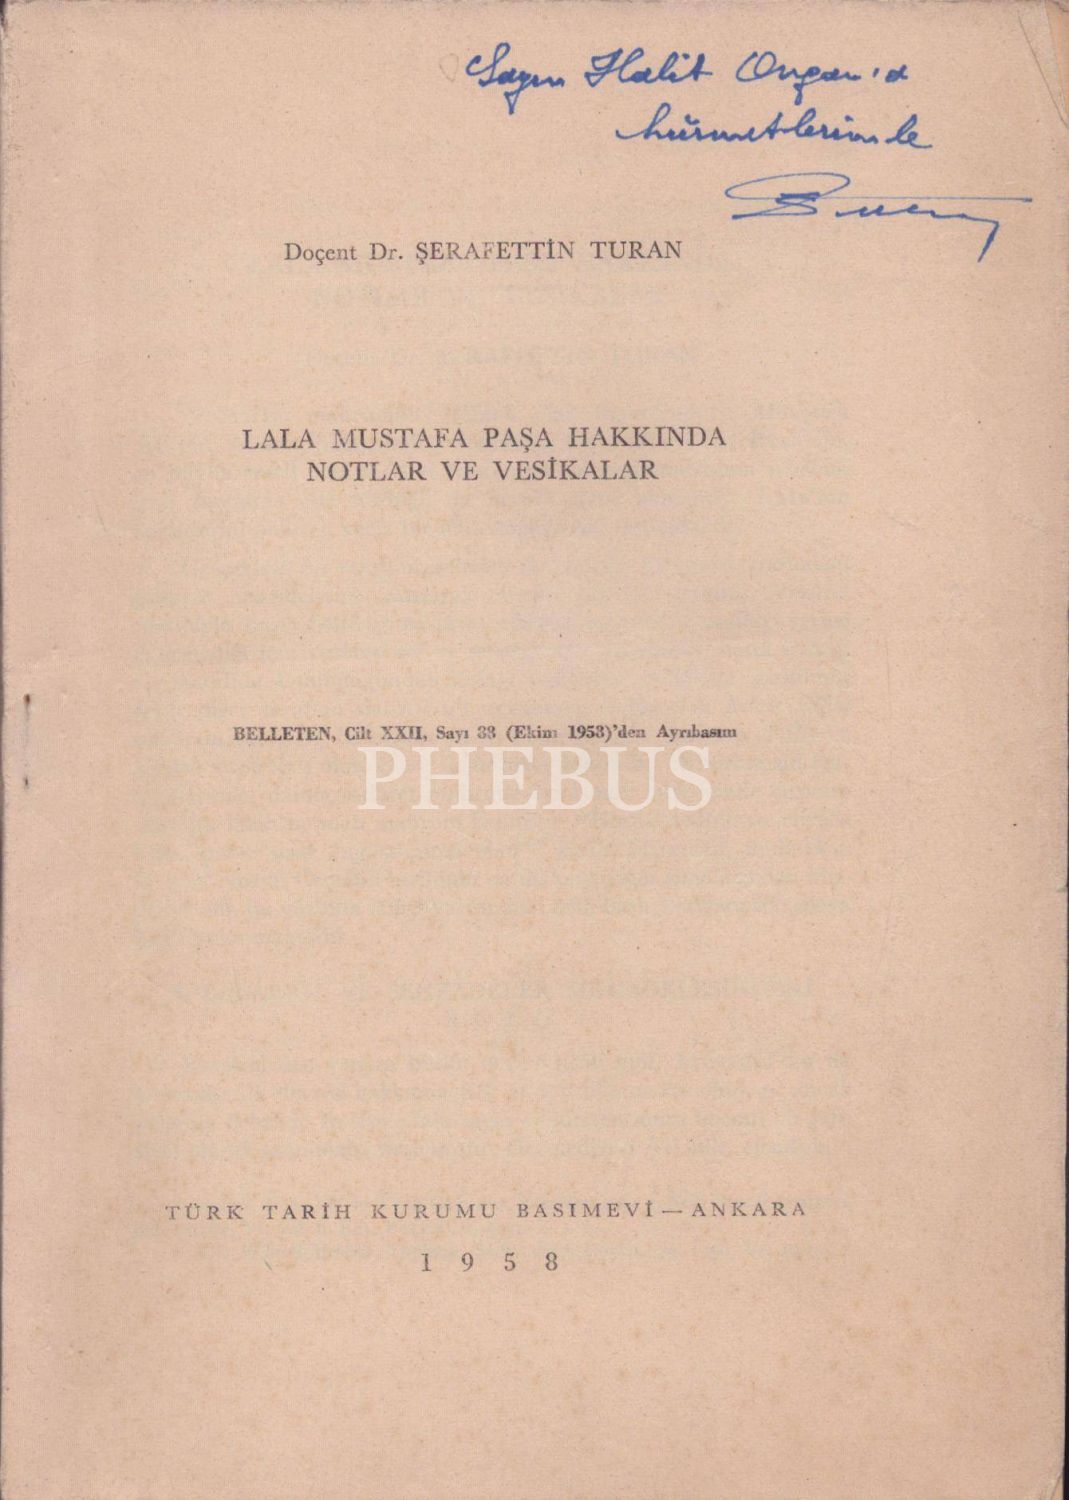 Sayın Halit Ongan'a
hürmetlerimle
Doçent Dr. ŞERAFETTİN TURAN
LALA MUSTAFA PAŞA HAKKINDA
NOTLAR VE VESİKALAR
BELLETEN, Cilt XXII, Sayı 88 (Ekim 1958)'den Ayrıbasım
PHEBUS
TÜRK TARİH KURUMU BASIMEVİ — ANKARA
1 9 5 8